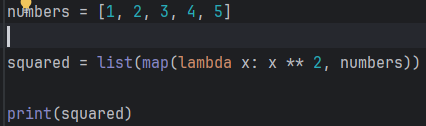 numbers = [1, 2, 3, 4, 5]
squared = list(map(lambda x: x ** 2, numbers))
print(squared)